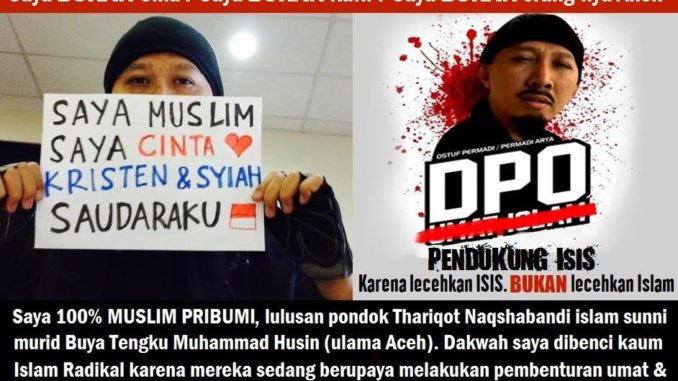 SAYA MUSLIM
SAYA CINTA
KRISTEN & SYIAH
SAUDARAKU
OSTUF PERMADI / PERMADI ARYA
DPO
UMAT ISLAM
PENDUKUNG ISIS
Karena lecehkan ISIS. BUKAN lecehkan Islam
Saya 100% MUSLIM PRIBUMI, lulusan pondok Thariqot Naqshabandi islam sunni
murid Buya Tengku Muhammad Husin (ulama Aceh). Dakwah saya dibenci kaum
Islam Radikal karena mereka sedang berupaya melakukan pembenturan umat &